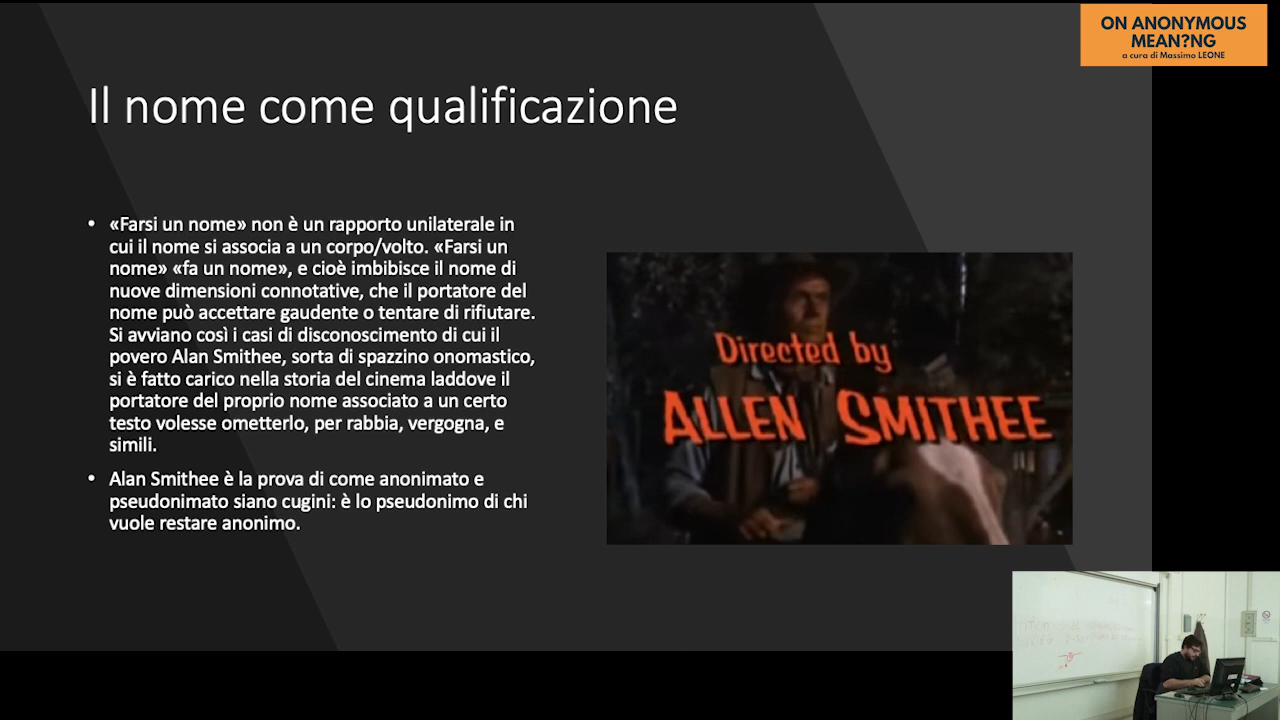 ON ANONYMOUS
MEAN?NG
a cura di Massimo LEONE
Il nome come qualificazione
• «Farsi un nome» non è un rapporto unilaterale in
cui il nome si associa a un corpo/volto. «Farsi un
nome» «fa un nome», e cioè imbibisce il nome di
nuove dimensioni connotative, che il portatore del
nome può accettare gaudente o tentare di rifiutare.
Si avviano così i casi di disconoscimento di cui il
povero Alan Smithee, sorta di spazzino onomastico,
si è fatto carico nella storia del cinema laddove il
portatore del proprio nome associato a un certo
testo volesse ometterlo, per rabbia, vergogna, e
simili.
• Alan Smithee è la prova di come anonimato e
pseudonimato siano cugini: è lo pseudonimo di chi
vuole restare anonimo.
Directed by
ALLEN SMITHEE